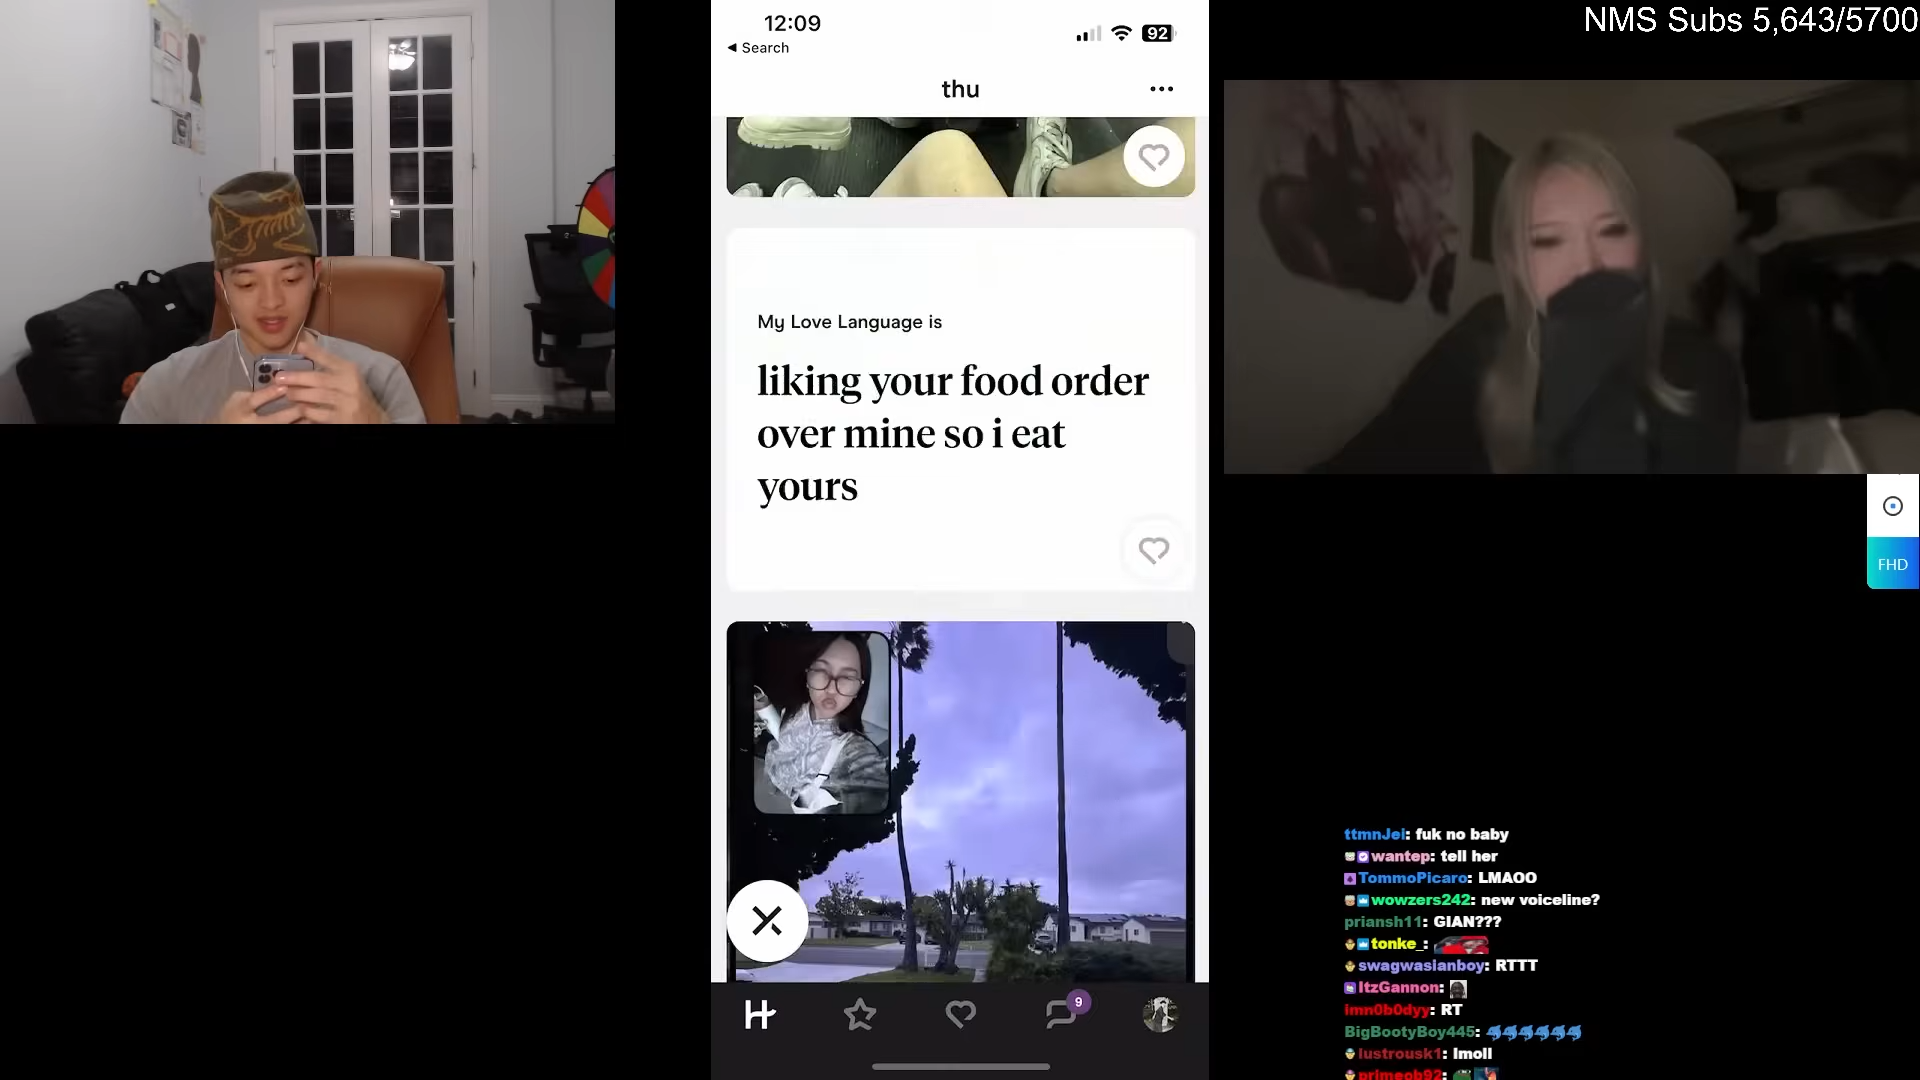 NMS Subs 5,643/5700
12:09
92
◀ Search
thu
My Love Language is
liking your food order
over mine so i eat
yours
FHD
ttmnJei: fuk no baby
wantep: tell her
TommoPicaro: LMAOO
wowzers242: new voiceline?
priansh11: GIAN???
tonke_:
swagwasianboy: RTTT
ItzGannon:
imn0b0dyy: RT
BigBootyBoy445:
lustrousk1: lmoll
primeob92:
9